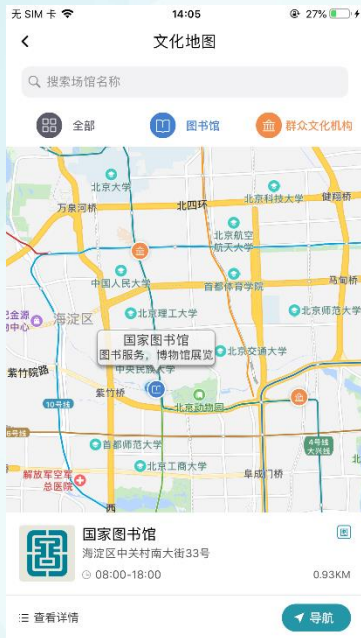 无 SIM 卡 14:05 27%
文化地图
搜索场馆名称
全部 图书馆 群众文化机构
北京大学
万泉河桥
北四环
北京科技大学
健翔桥
北京航空
航天大学
中国人民大学
首都体育学院
马甸桥
海淀区
北京理工大学
北京师范大学
国家图书馆
图书服务，博物馆展览
北京交通大学
中央民族大学
紫竹院路
紫竹桥
北京动物园
10号线
6号线
4号线
大兴线
首都师范大学
北京工商大学
解放军空军
总医院
阜成门桥
西
北
国家图书馆
图
海淀区中关村南大街33号
08:00-18:00
0.93KM
查看详情
导航